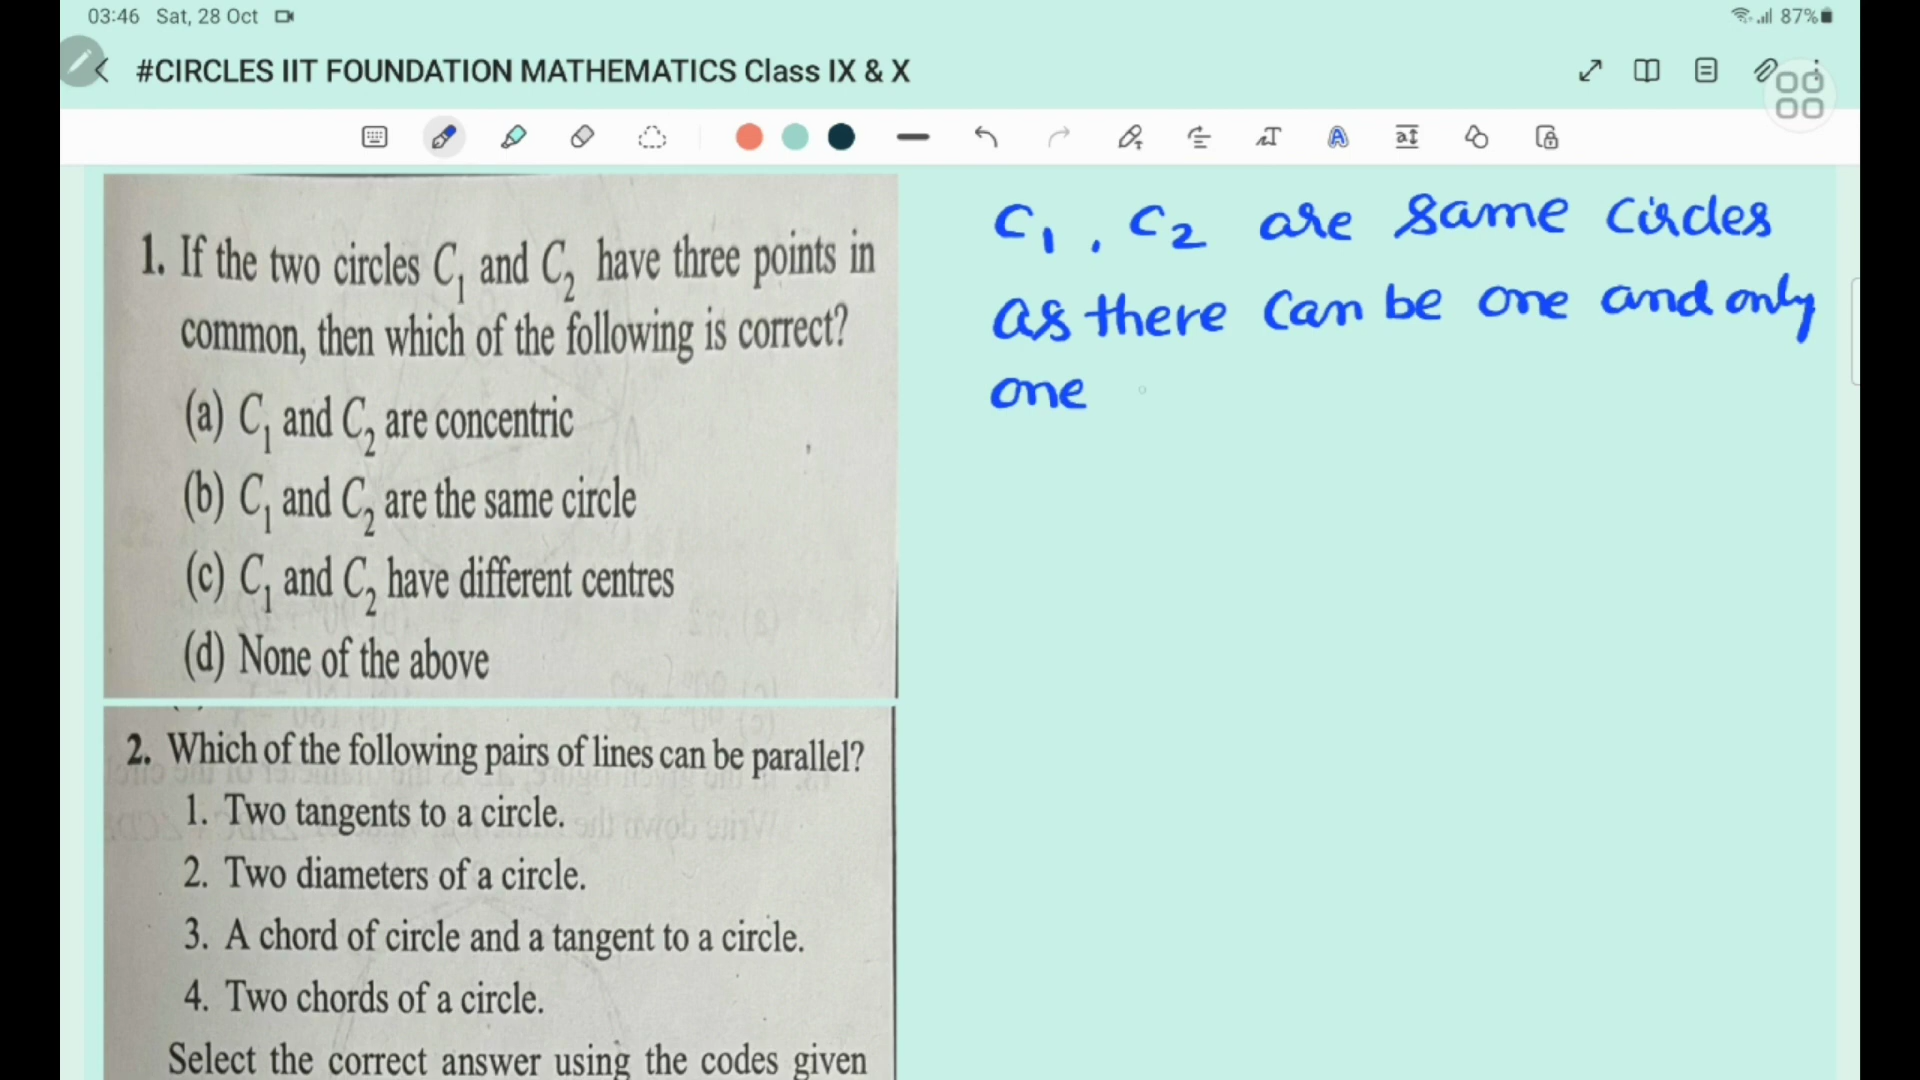 03:46 Sat, 28 Oct
87%
#CIRCLES IIT FOUNDATION MATHEMATICS Class IX & X
1. If the two circles C₁ and C₂ have three points in
common, then which of the following is correct?
(a) C₁ and C₂ are concentric
(b) C₁ and C₂ are the same circle
(c) C₁ and C₂ have different centres
(d) None of the above
2. Which of the following pairs of lines can be parallel?
1. Two tangents to a circle.
2. Two diameters of a circle.
3. A chord of circle and a tangent to a circle.
4. Two chords of a circle.
Select the correct answer using the codes given
C₁, C₂ are same circles
as there can be one and only
one